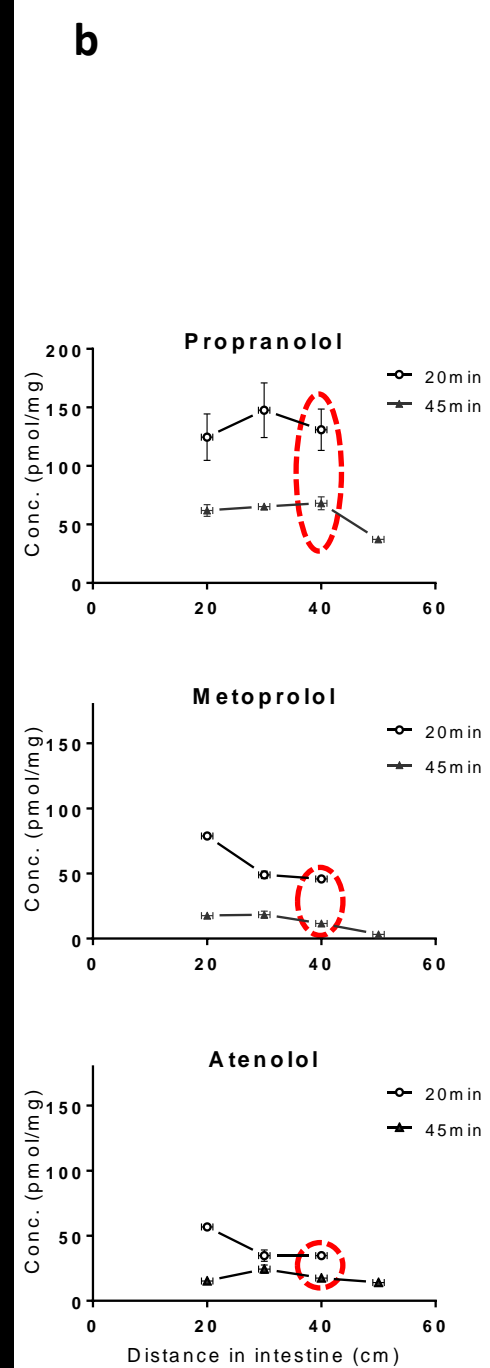 b
Propranolol
Conc. (pmol/mg)
200
150
100
50
0
0 20 40 60
20min
45min
Metoprolol
Conc. (pmol/mg)
150
100
50
0
0 20 40 60
20min
45min
Atenolol
Conc. (pmol/mg)
150
100
50
0
0 20 40 60
20min
45min
Distance in intestine (cm)